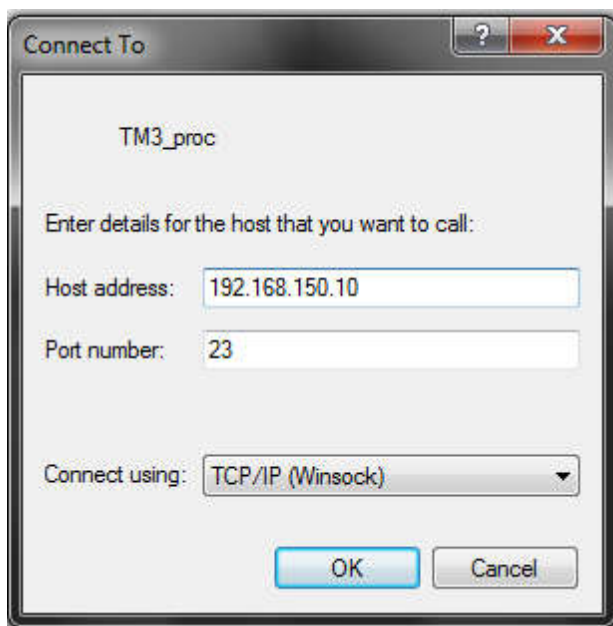 Connect To
?
X
TM3_proc
Enter details for the host that you want to call:
Host address: 192.168.150.10
Port number: 23
Connect using: TCP/IP (Winsock)
OK Cancel